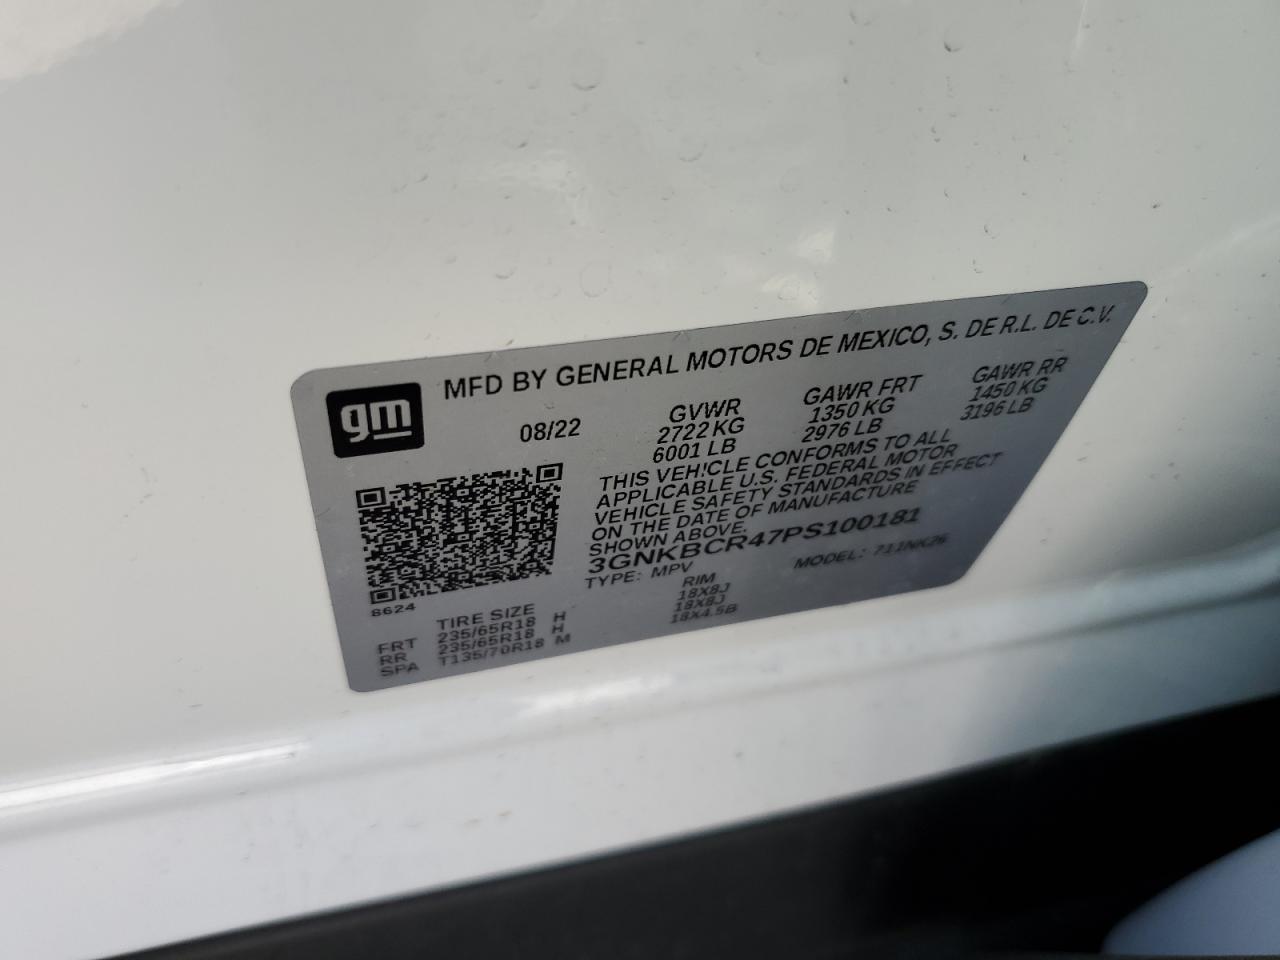 MFD BY GENERAL MOTORS DE MEXICO, S. DE R.L. DE C.V.
gm
08/22
GVWR
2722 KG
6001 LB
GAWR FRT
1350 KG
2976 LB
GAWR RR
1450 KG
3196 LB
THIS VEHICLE CONFORMS TO ALL
APPLICABLE U.S. FEDERAL MOTOR
VEHICLE SAFETY STANDARDS IN EFFECT
ON THE DATE OF MANUFACTURE
SHOWN ABOVE.
3GNKBCR47PS100181
TYPE: MPV MODEL: 711NK26
8624
TIRE SIZE RIM
FRT 235/65R18 H 18X8J
RR 235/65R18 H 18X8J
SPA T135/70R18 M 18X4.5B